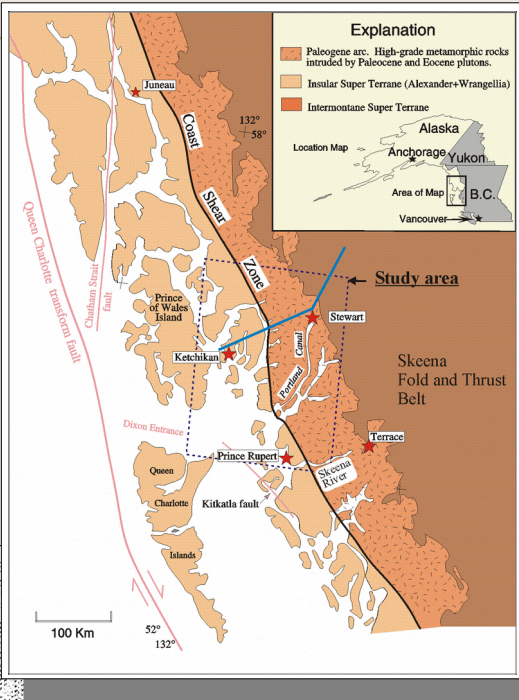 Explanation
Paleogene arc. High-grade metamorphic rocks
intruded by Paleocene and Eocene plutons.
Insular Super Terrane (Alexander+Wrangellia)
Intermontane Super Terrane
Location Map
Alaska
Anchorage
Yukon
Area of Map
B.C.
Vancouver
Juneau
132°
58°
Coast
Shear
Zone
Queen Charlotte transform fault
Chatham Strait
fault
Study area
Prince
of Wales
Island
Stewart
Ketchikan
Portland
Canal
Skeena
Fold and Thrust
Belt
Dixon Entrance
Terrace
Prince Rupert
Skeena
River
Queen
Charlotte
Islands
Kitkatla fault
100 Km
52°
132°